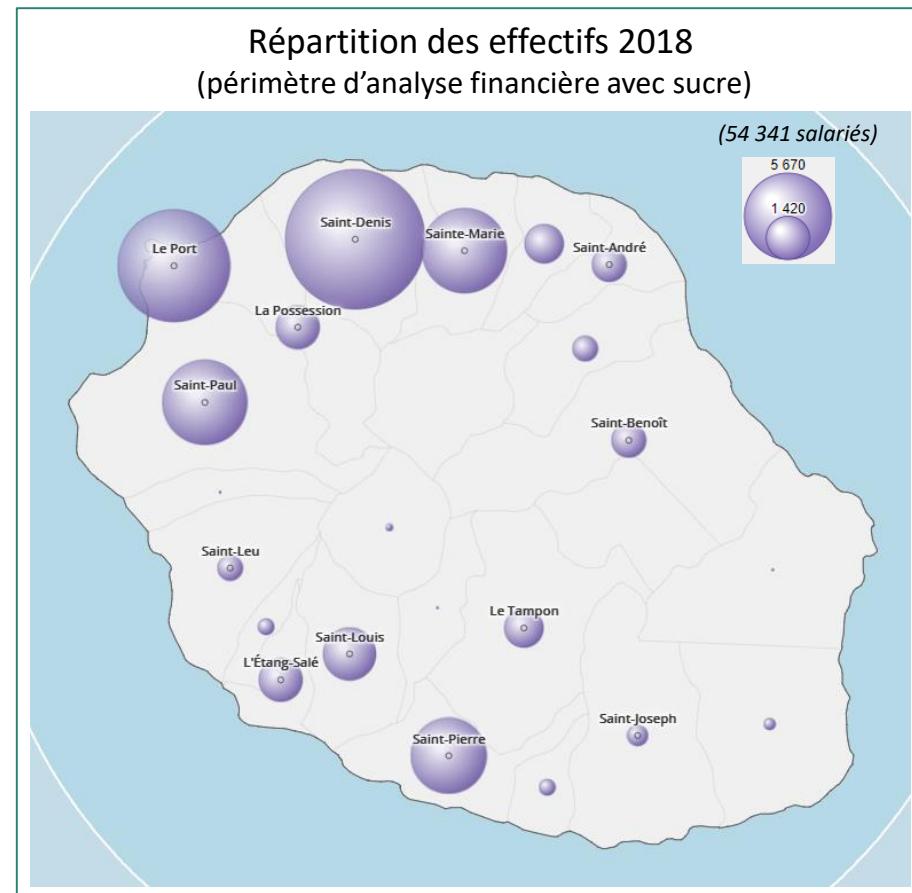 Répartition des effectifs 2018
(périmètre d'analyse financière avec sucre)
(54 341 salariés)
5 670
1 420
Saint-Denis
Sainte-Marie
Le Port
Saint-André
La Possession
Saint-Paul
Saint-Benoît
Saint-Leu
Le Tampon
Saint-Louis
L'Étang-Salé
Saint-Joseph
Saint-Pierre